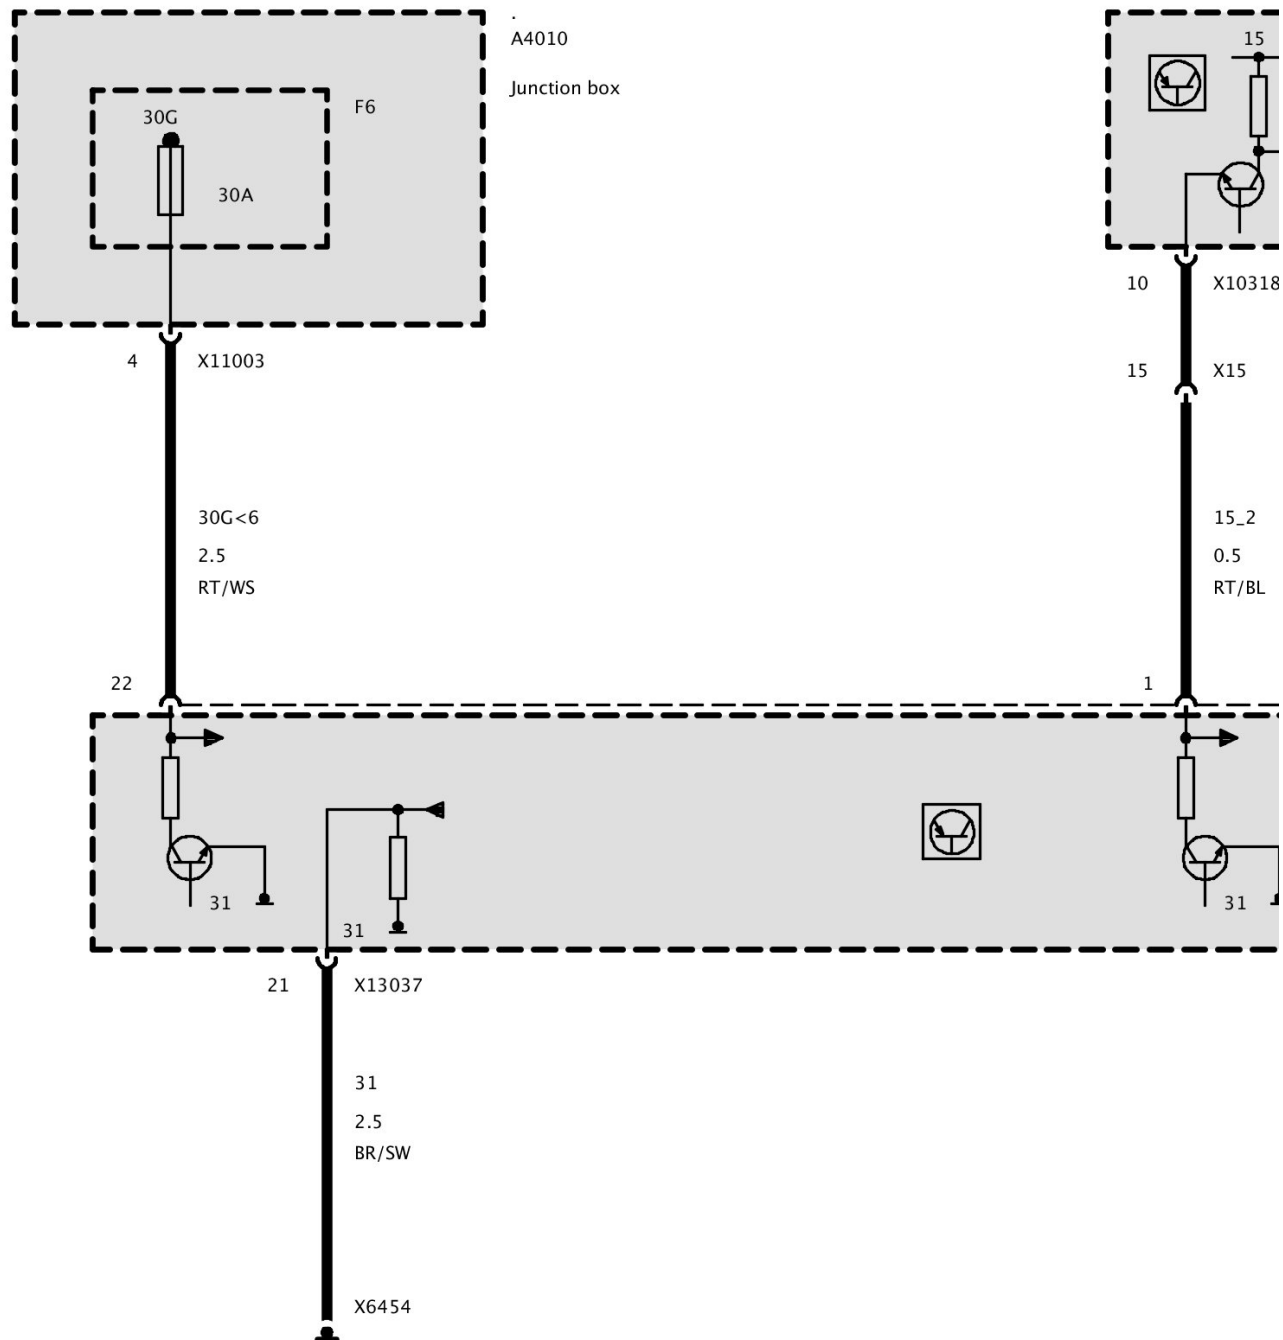 .
A4010
15
Junction box
F6
30G
30A
10
X10318
4
X11003
15
X15
30G<6
15_2
2.5
0.5
RT/WS
RT/BL
22
1
31
31
31
21
X13037
31
2.5
BR/SW
X6454